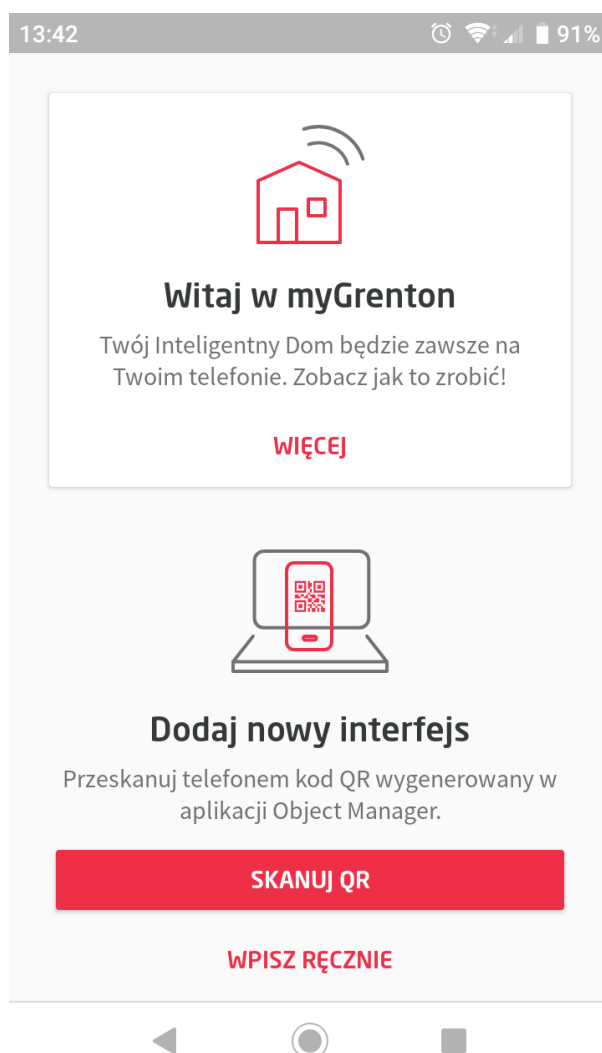 13:42
91%
Witaj w myGrenton
Twój Inteligentny Dom będzie zawsze na
Twoim telefonie. Zobacz jak to zrobić!
WIĘCEJ
Dodaj nowy interfejs
Przeskanuj telefonem kod QR wygenerowany w
aplikacji Object Manager.
SKANUJ QR
WPISZ RĘCZNIE